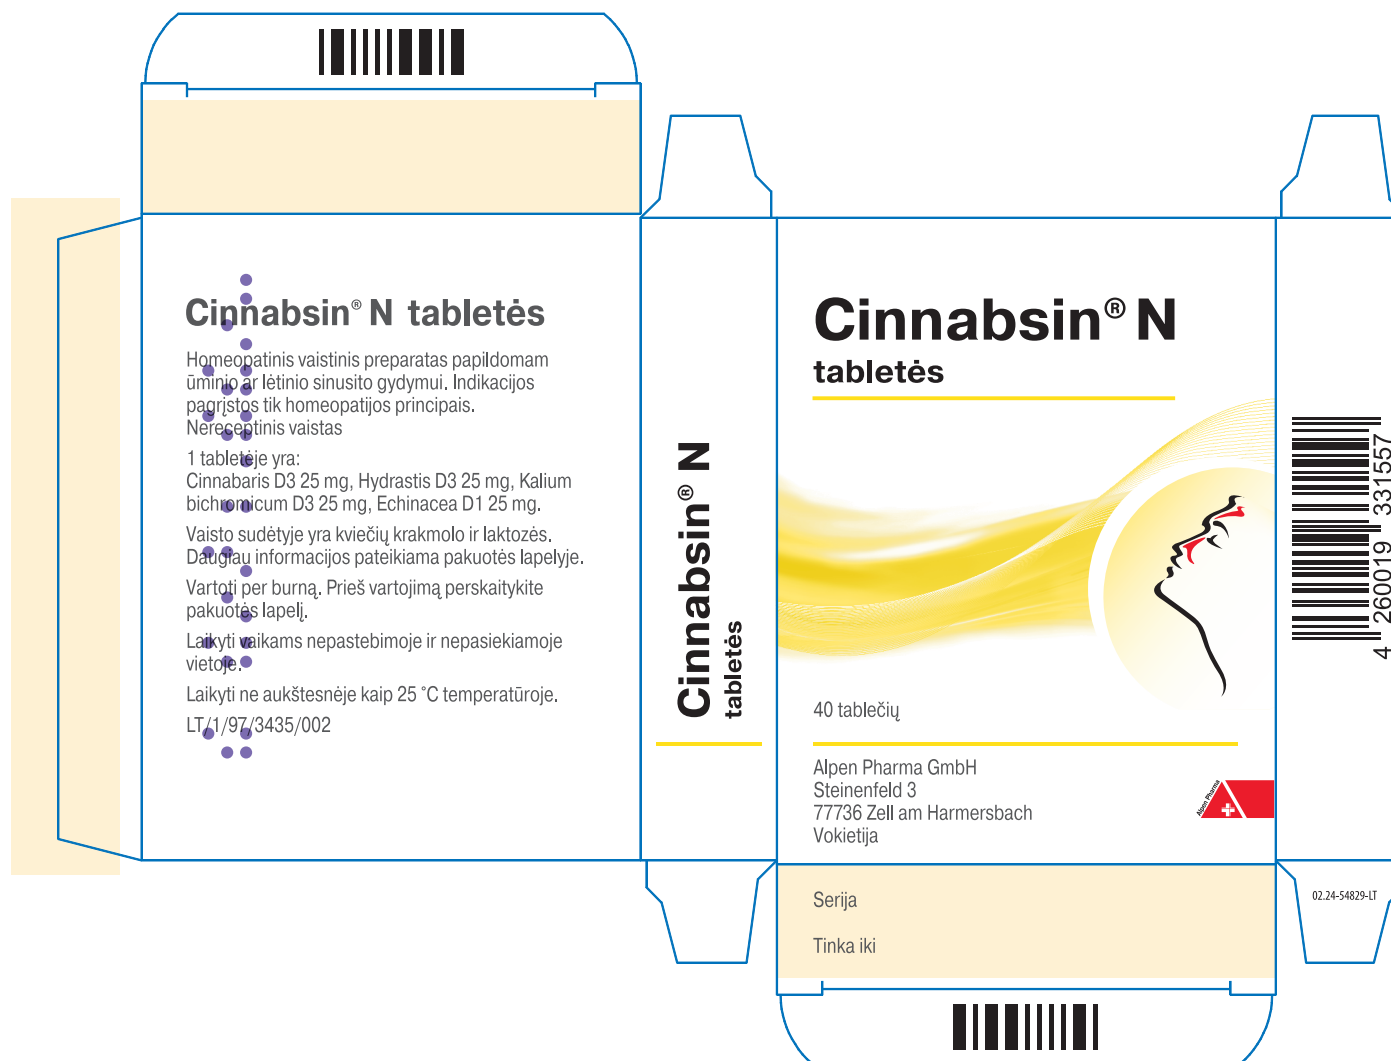 Cinnabsin® N tabletės
Homeopatinis vaistinis preparatas papildomam
ūminio ar lėtinio sinusito gydymui. Indikacijos
pagrįstos tik homeopatijos principais.
Nereceptinis vaistas
1 tabletėje yra:
Cinnabaris D3 25 mg, Hydrastis D3 25 mg, Kalium
bichromicum D3 25 mg, Echinacea D1 25 mg.
Vaisto sudėtyje yra kviečių krakmolo ir laktozės.
Daugiau informacijos pateikiama pakuotės lapelyje.
Vartoti per burną. Prieš vartojimą perskaitykite
pakuotės lapelį.
Laikyti vaikams nepastebimoje ir nepasiekiamoje
vietoje.
Laikyti ne aukštesnėje kaip 25 °C temperatūroje.
LT/1/97/3435/002
Cinnabsin® N
tabletės
Cinnabsin® N
tabletės
40 tablečių
Alpen Pharma GmbH
Steinenfeld 3
77736 Zell am Harmersbach
Vokietija
Alpen Pharma
Serija
Tinka iki
4 260019 331557
02.24-54829-LT